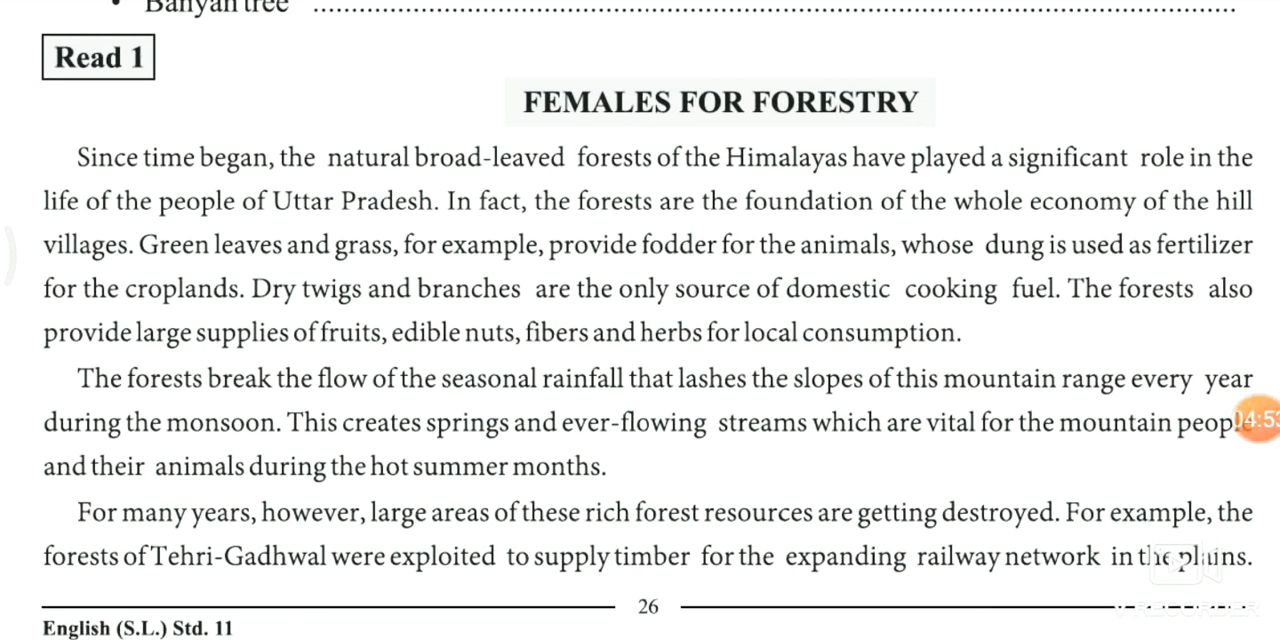 • Banyan tree ..........................................................................................
Read 1
FEMALES FOR FORESTRY
Since time began, the natural broad-leaved forests of the Himalayas have played a significant role in the
life of the people of Uttar Pradesh. In fact, the forests are the foundation of the whole economy of the hill
villages. Green leaves and grass, for example, provide fodder for the animals, whose dung is used as fertilizer
for the croplands. Dry twigs and branches are the only source of domestic cooking fuel. The forests also
provide large supplies of fruits, edible nuts, fibers and herbs for local consumption.
The forests break the flow of the seasonal rainfall that lashes the slopes of this mountain range every year
during the monsoon. This creates springs and ever-flowing streams which are vital for the mountain people
04:53
and their animals during the hot summer months.
For many years, however, large areas of these rich forest resources are getting destroyed. For example, the
forests of Tehri-Gadhwal were exploited to supply timber for the expanding railway network in the plains.
26
V RECORDER
English (S.L.) Std. 11